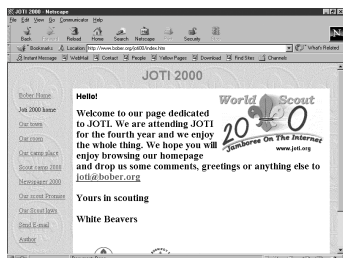 JOTI 2000 - Netscape
File Edit View Go Communicator Help
Back Reload Home Search Netscape Print Security
Bookmarks Location http://www.bober.org/joti00/index.htm What's Related
Instant Message WebMail Contact People Yellow Pages Download Find Sites Channels
JOTI 2000
Bober Home
Joti 2000 home
Our town
Our room
Our camp place
Scout camp 2000
Newspaper 2000
Our scout Promise
Our Scout laws
Send E-mail
Author
Hello!
World Scout
2000
Jamboree On The Internet
www.joti.org
Welcome to our page dedicated
to JOTI. We are attending JOTI
for the fourth year and we enjoy
the whole thing. We hope you will
enjoy browsing our homepage
and drop us some comments, greetings or anything else to
joti@bober.org
Yours in scouting
White Beavers